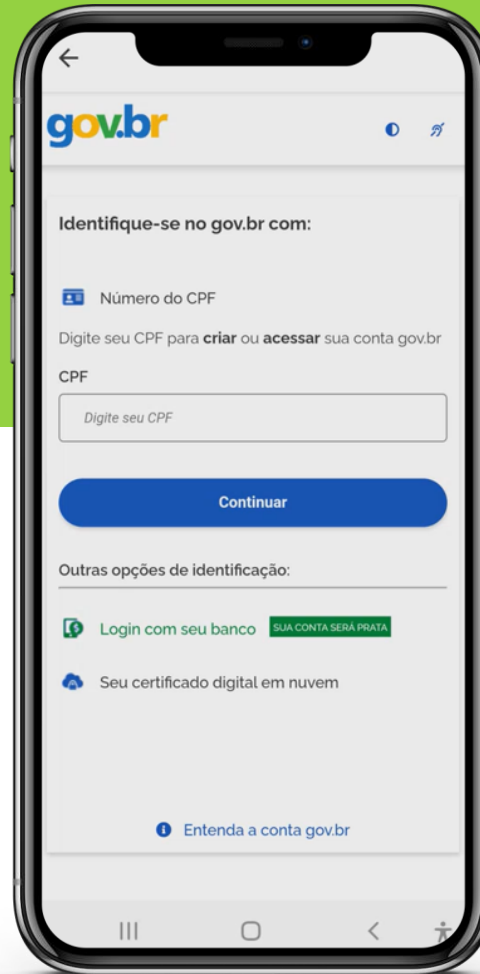 gov.br
Identifique-se no gov.br com:
Número do CPF
Digite seu CPF para criar ou acessar sua conta gov.br
CPF
Digite seu CPF
Continuar
Outras opções de identificação:
Login com seu banco SUA CONTA SERÁ PRATA
Seu certificado digital em nuvem
Entenda a conta gov.br